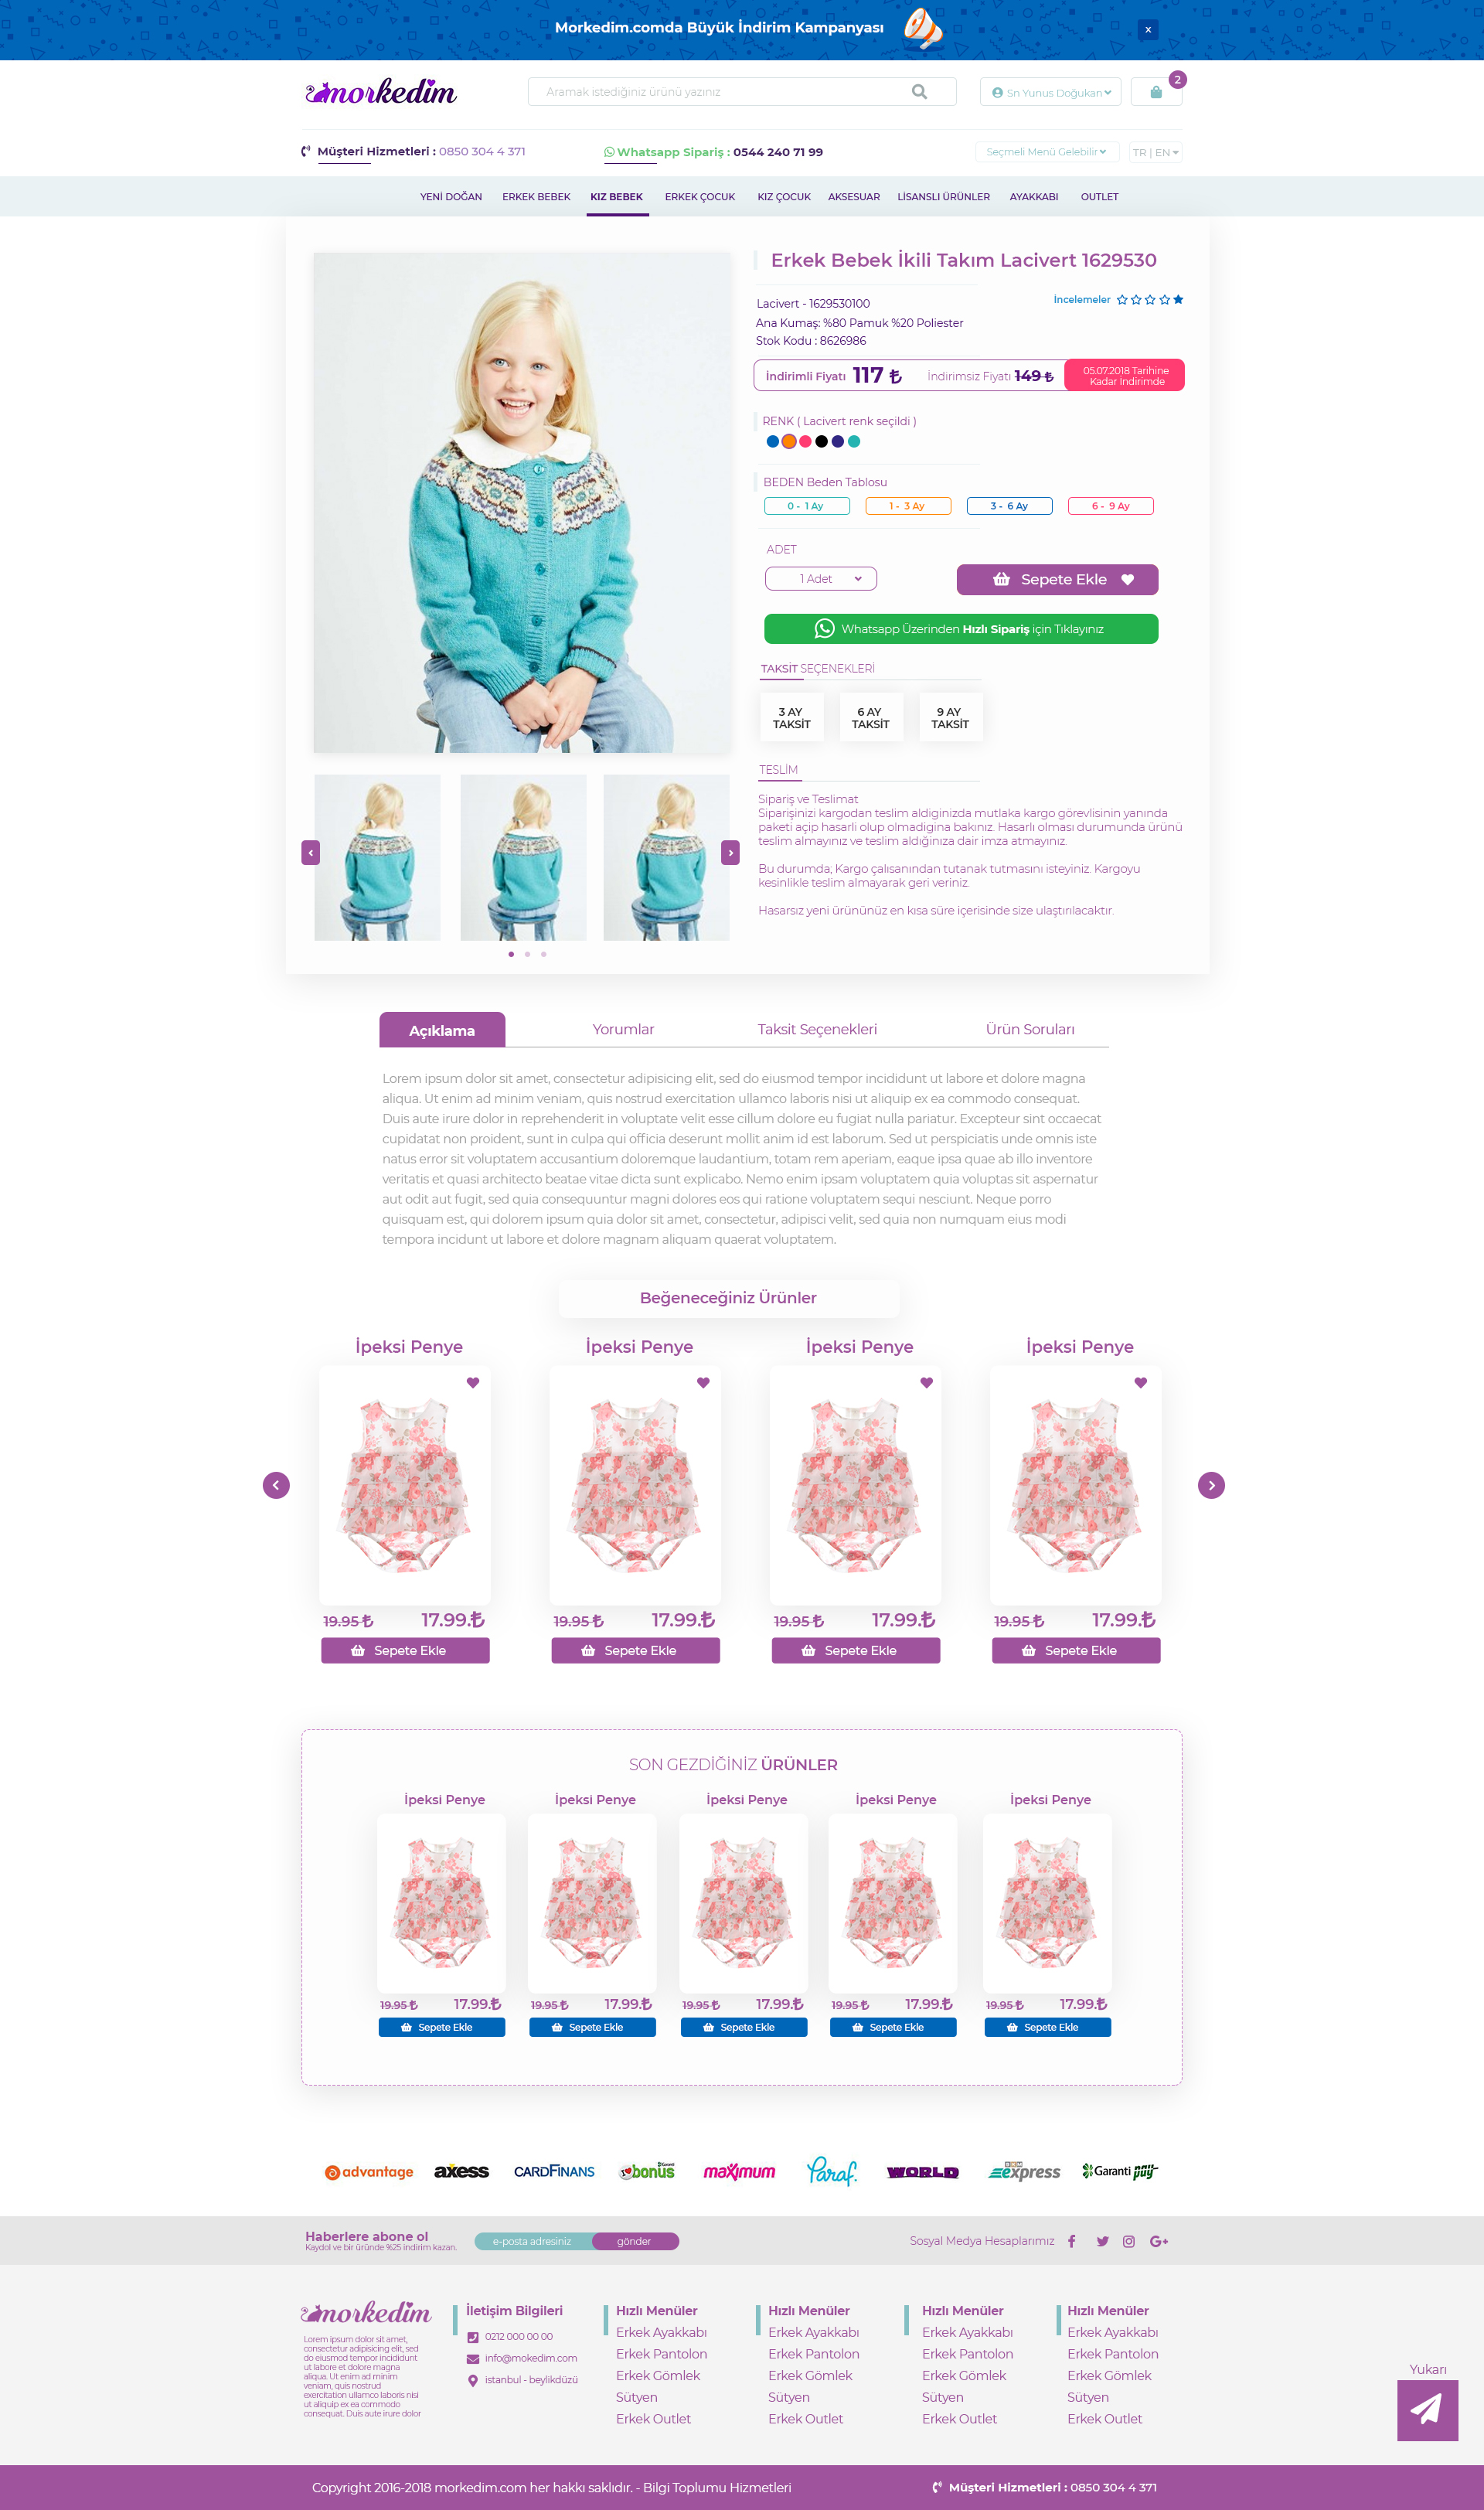 Morkedim.comda Büyük İndirim Kampanyası
x
morkedim
Aramak istediğiniz ürünü yazınız
Sn Yunus Doğukan
2
Müşteri Hizmetleri : 0850 304 4 371
Whatsapp Sipariş : 0544 240 71 99
Seçmeli Menü Gelebilir
TR | EN
YENİ DOĞAN ERKEK BEBEK KIZ BEBEK ERKEK ÇOCUK KIZ ÇOCUK AKSESUAR LİSANSLI ÜRÜNLER AYAKKABI OUTLET
Erkek Bebek İkili Takım Lacivert 1629530
Lacivert - 1629530100
İncelemeler
Ana Kumaş: %80 Pamuk %20 Poliester
Stok Kodu : 8626986
İndirimli Fiyatı 117 ₺ İndirimsiz Fiyatı 149 ₺
05.07.2018 Tarihine
Kadar İndirimde
RENK ( Lacivert renk seçildi )
BEDEN Beden Tablosu
0 - 1 Ay 1 - 3 Ay 3 - 6 Ay 6 - 9 Ay
ADET
1 Adet
Sepete Ekle
Whatsapp Üzerinden Hızlı Sipariş için Tıklayınız
TAKSİT SEÇENEKLERİ
3 AY
TAKSİT
6 AY
TAKSİT
9 AY
TAKSİT
TESLİM
Sipariş ve Teslimat
Siparişinizi kargodan teslim aldiginizda mutlaka kargo görevlisinin yanında
paketi açip hasarli olup olmadigina bakınız. Hasarlı olması durumunda ürünü
teslim almayınız ve teslim aldığınıza dair imza atmayınız.
Bu durumda; Kargo çalısanından tutanak tutmasını isteyiniz. Kargoyu
kesinlikle teslim almayarak geri veriniz.
Hasarsız yeni ürününüz en kısa süre içerisinde size ulaştırılacaktır.
Açıklama Yorumlar Taksit Seçenekleri Ürün Soruları
Lorem ipsum dolor sit amet, consectetur adipisicing elit, sed do eiusmod tempor incididunt ut labore et dolore magna
aliqua. Ut enim ad minim veniam, quis nostrud exercitation ullamco laboris nisi ut aliquip ex ea commodo consequat.
Duis aute irure dolor in reprehenderit in voluptate velit esse cillum dolore eu fugiat nulla pariatur. Excepteur sint occaecat
cupidatat non proident, sunt in culpa qui officia deserunt mollit anim id est laborum. Sed ut perspiciatis unde omnis iste
natus error sit voluptatem accusantium doloremque laudantium, totam rem aperiam, eaque ipsa quae ab illo inventore
veritatis et quasi architecto beatae vitae dicta sunt explicabo. Nemo enim ipsam voluptatem quia voluptas sit aspernatur
aut odit aut fugit, sed quia consequuntur magni dolores eos qui ratione voluptatem sequi nesciunt. Neque porro
quisquam est, qui dolorem ipsum quia dolor sit amet, consectetur, adipisci velit, sed quia non numquam eius modi
tempora incidunt ut labore et dolore magnam aliquam quaerat voluptatem.
Beğeneceğiniz Ürünler
İpeksi Penye İpeksi Penye İpeksi Penye İpeksi Penye
19.95 ₺ 17.99.₺ 19.95 ₺ 17.99.₺ 19.95 ₺ 17.99.₺ 19.95 ₺ 17.99.₺
Sepete Ekle Sepete Ekle Sepete Ekle Sepete Ekle
SON GEZDİĞİNİZ ÜRÜNLER
İpeksi Penye İpeksi Penye İpeksi Penye İpeksi Penye İpeksi Penye
19.95 ₺ 17.99.₺ 19.95 ₺ 17.99.₺ 19.95 ₺ 17.99.₺ 19.95 ₺ 17.99.₺ 19.95 ₺ 17.99.₺
Sepete Ekle Sepete Ekle Sepete Ekle Sepete Ekle Sepete Ekle
advantage axess CARDFINANS bonus maximum Paraf. WORLD express Garanti pay
Haberlere abone ol
Kaydol ve bir üründe %25 indirim kazan.
e-posta adresiniz gönder
Sosyal Medya Hesaplarımız
morkedim
Lorem ipsum dolor sit amet,
consectetur adipisicing elit, sed
do eiusmod tempor incididunt
ut labore et dolore magna
aliqua. Ut enim ad minim
veniam, quis nostrud
exercitation ullamco laboris nisi
ut aliquip ex ea commodo
consequat. Duis aute irure dolor
İletişim Bilgileri
0212 000 00 00
info@mokedim.com
istanbul - beylikdüzü
Hızlı Menüler
Erkek Ayakkabı
Erkek Pantolon
Erkek Gömlek
Sütyen
Erkek Outlet
Hızlı Menüler
Erkek Ayakkabı
Erkek Pantolon
Erkek Gömlek
Sütyen
Erkek Outlet
Hızlı Menüler
Erkek Ayakkabı
Erkek Pantolon
Erkek Gömlek
Sütyen
Erkek Outlet
Hızlı Menüler
Erkek Ayakkabı
Erkek Pantolon
Erkek Gömlek
Sütyen
Erkek Outlet
Yukarı
Copyright 2016-2018 morkedim.com her hakkı saklıdır. - Bilgi Toplumu Hizmetleri
Müşteri Hizmetleri : 0850 304 4 371